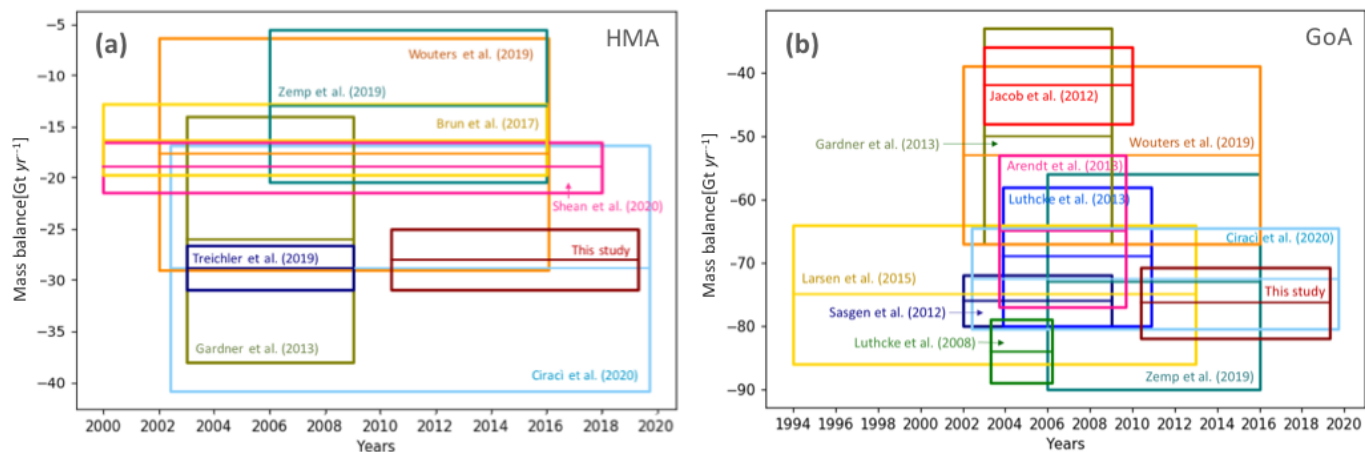 (a)
HMA
Mass balance[Gt yr⁻¹]
−5
−10
−15
−20
−25
−30
−35
−40
Wouters et al. (2019)
Zemp et al. (2019)
Brun et al. (2017)
Shean et al. (2020)
This study
Treichler et al. (2019)
Gardner et al. (2013)
Ciracì et al. (2020)
2000 2002 2004 2006 2008 2010 2012 2014 2016 2018 2020
Years
(b)
GoA
Mass balance[Gt yr⁻¹]
−40
−50
−60
−70
−80
−90
Jacob et al. (2012)
Gardner et al. (2013)
Wouters et al. (2019)
Arendt et al. (2013)
Luthcke et al. (2013)
Ciracì et al. (2020)
Larsen et al. (2015)
This study
Sasgen et al. (2012)
Luthcke et al. (2008)
Zemp et al. (2019)
1994 1996 1998 2000 2002 2004 2006 2008 2010 2012 2014 2016 2018 2020
Years